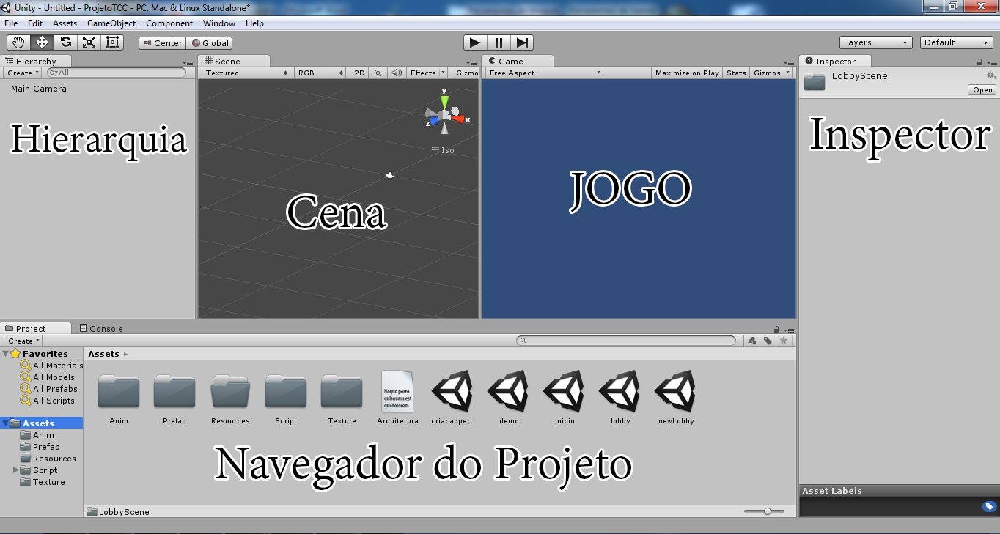 Unity - Untitled - ProjetoTCC - PC, Mac & Linux Standalone*
File Edit Assets GameObject Component Window Help
Center Global
Layers Default
Hierarchy
Create All
Main Camera
Hierarquia
Scene
Textured RGB 2D Effects Gizmo
y
x
z
Iso
Cena
Game
Free Aspect Maximize on Play Stats Gizmos
JOGO
Inspector
LobbyScene
Open
Inspector
Project Console
Create
Favorites
All Materials
All Models
All Prefabs
All Scripts
Assets
Anim
Prefab
Resources
Script
Texture
Assets
Neque porro
quisquam est
qui dolorem.
Anim Prefab Resources Script Texture Arquitetura criacaoper... demo inicio lobby newLobby
Navegador do Projeto
LobbyScene
Asset Labels